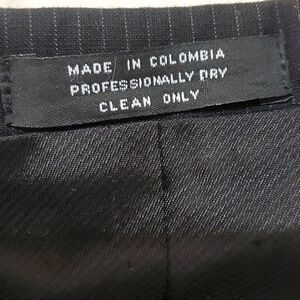 MADE IN COLOMBIA
PROFESSIONALLY DRY
CLEAN ONLY